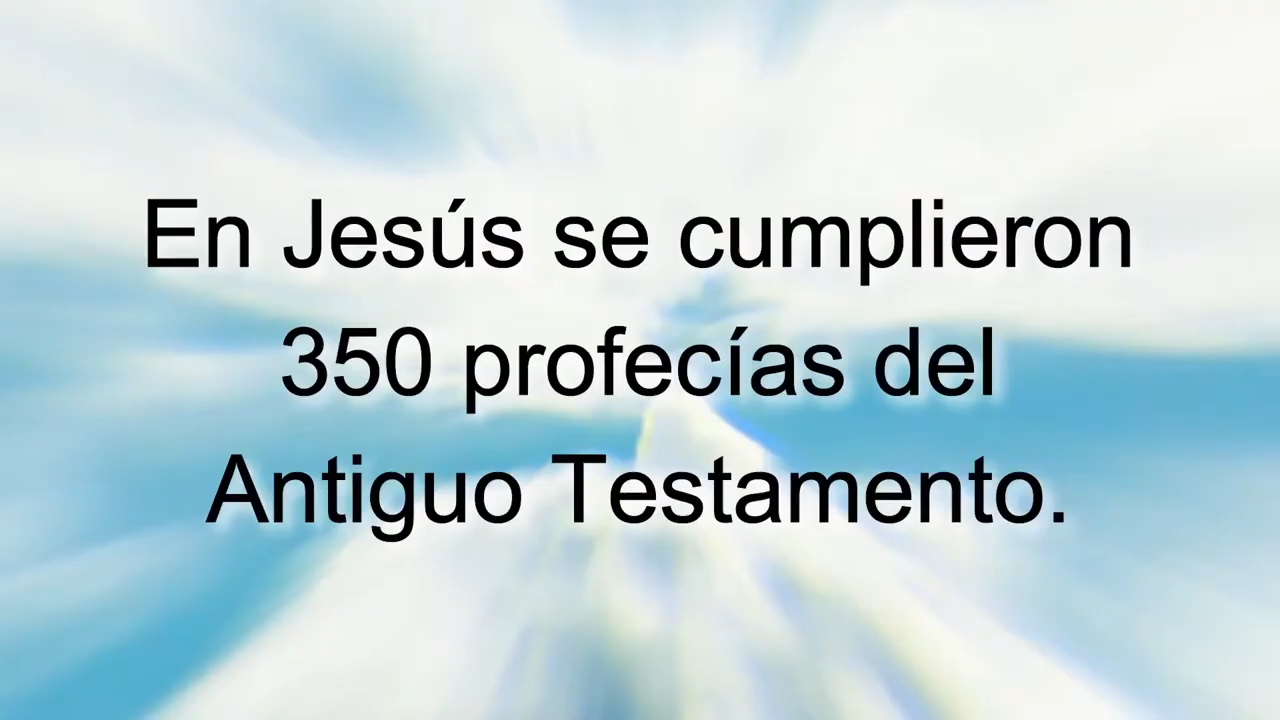 En Jesús se cumplieron
350 profecías del
Antiguo Testamento.